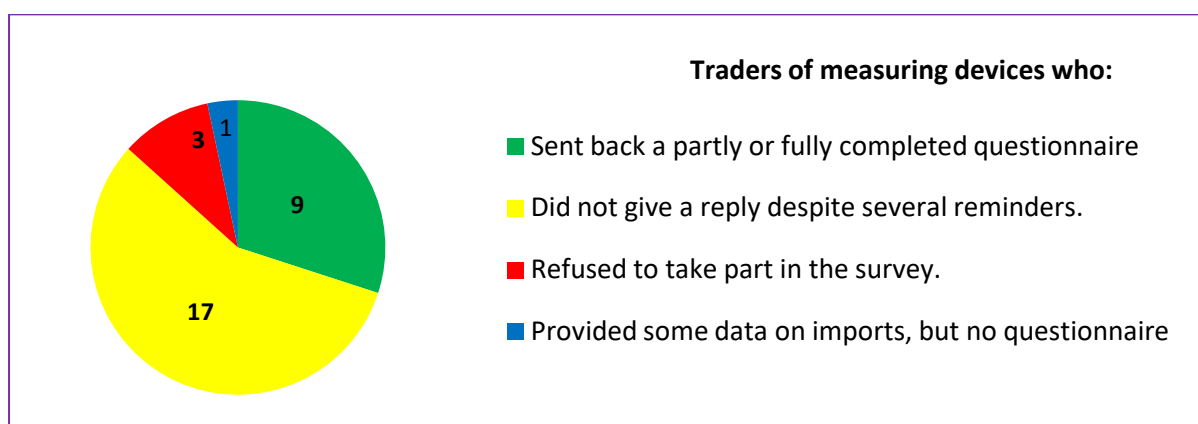 Traders of measuring devices who:
3
1
9
17
Sent back a partly or fully completed questionnaire
Did not give a reply despite several reminders.
Refused to take part in the survey.
Provided some data on imports, but no questionnaire